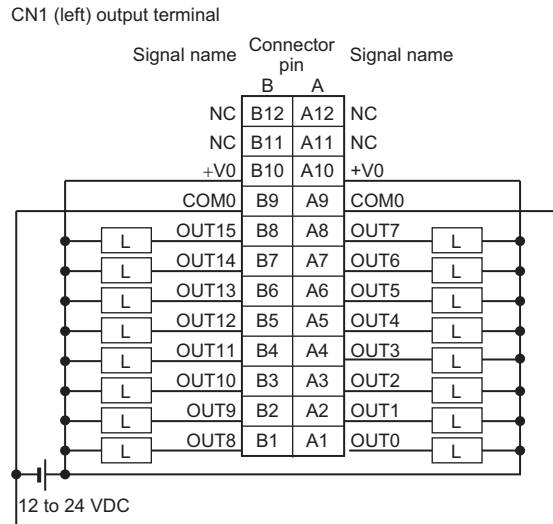 CN1 (left) output terminal
Signal name Connector pin Signal name
B A
NC B12 A12 NC
NC B11 A11 NC
+V0 B10 A10 +V0
COM0 B9 A9 COM0
L OUT15 B8 A8 OUT7 L
L OUT14 B7 A7 OUT6 L
L OUT13 B6 A6 OUT5 L
L OUT12 B5 A5 OUT4 L
L OUT11 B4 A4 OUT3 L
L OUT10 B3 A3 OUT2 L
L OUT9 B2 A2 OUT1 L
L OUT8 B1 A1 OUT0 L
12 to 24 VDC